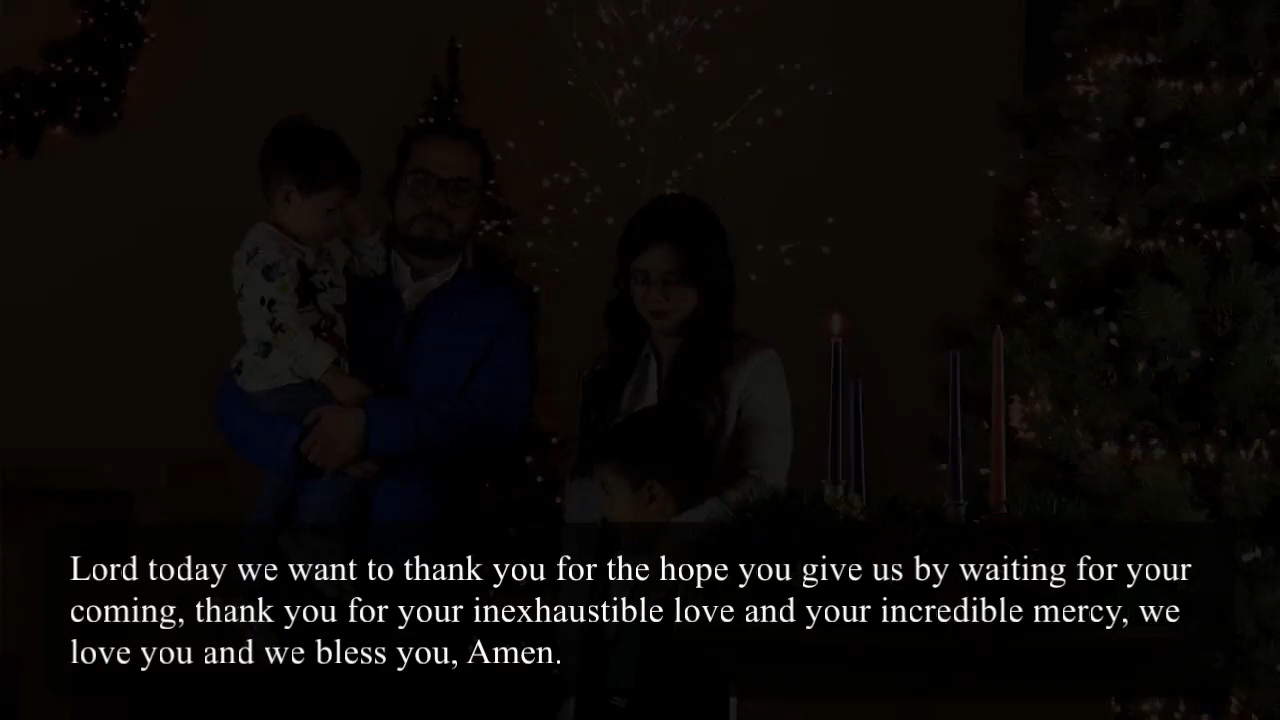 Lord today we want to thank you for the hope you give us by waiting for your
coming, thank you for your inexhaustible love and your incredible mercy, we
love you and we bless you, Amen.